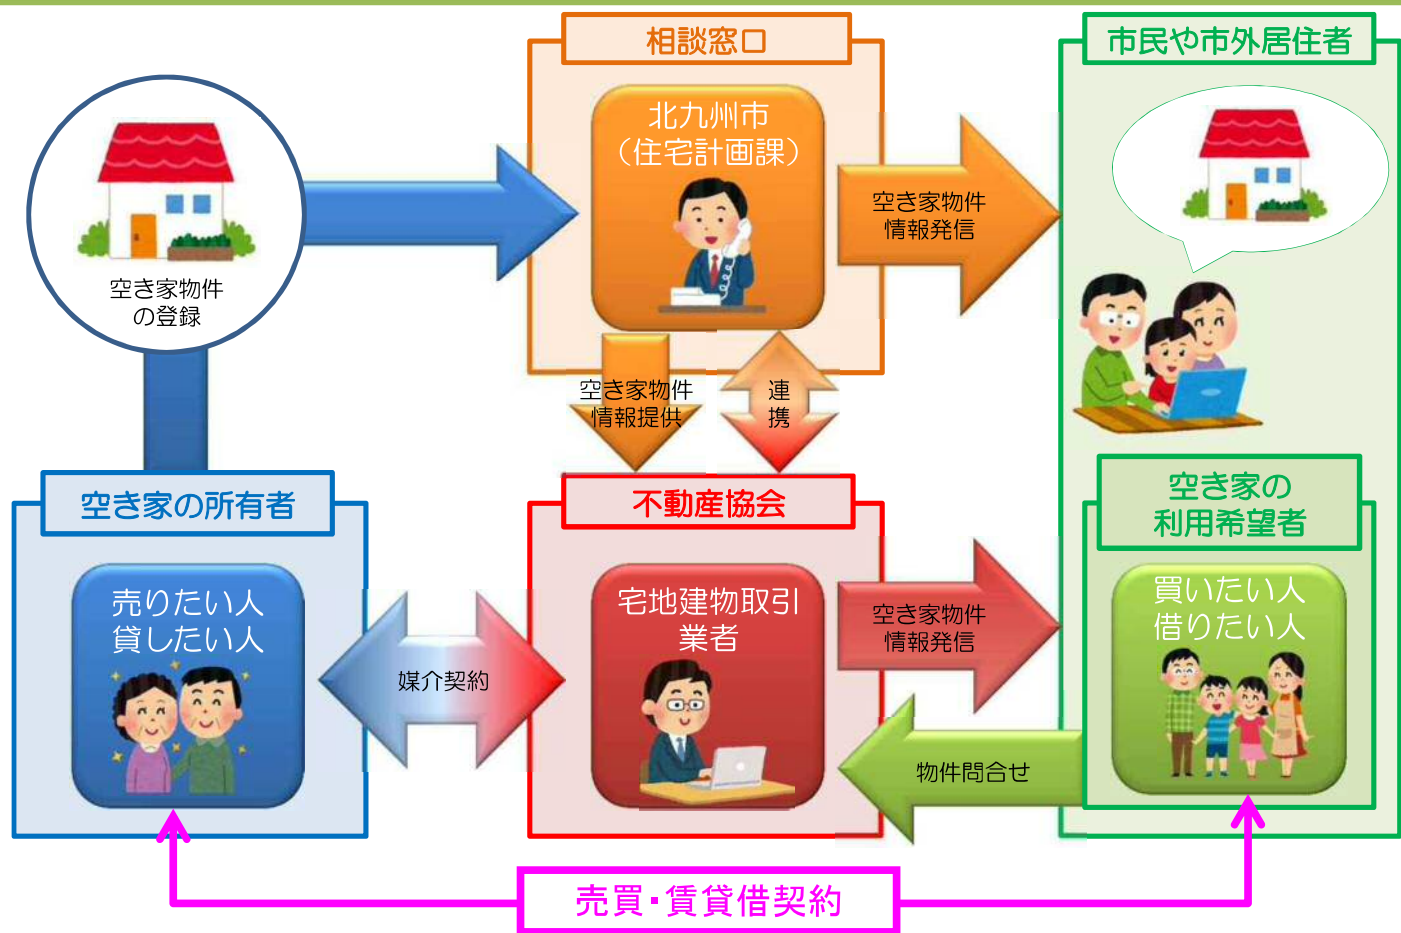 相談窓口
北九州市
（住宅計画課）
市民や市外居住者
空き家物件
の登録
空き家物件
情報発信
空き家物件
情報提供
連
携
空き家の所有者
売りたい人
貸したい人
媒介契約
不動産協会
宅地建物取引
業者
空き家物件
情報発信
物件問合せ
空き家の
利用希望者
買いたい人
借りたい人
売買・賃貸借契約